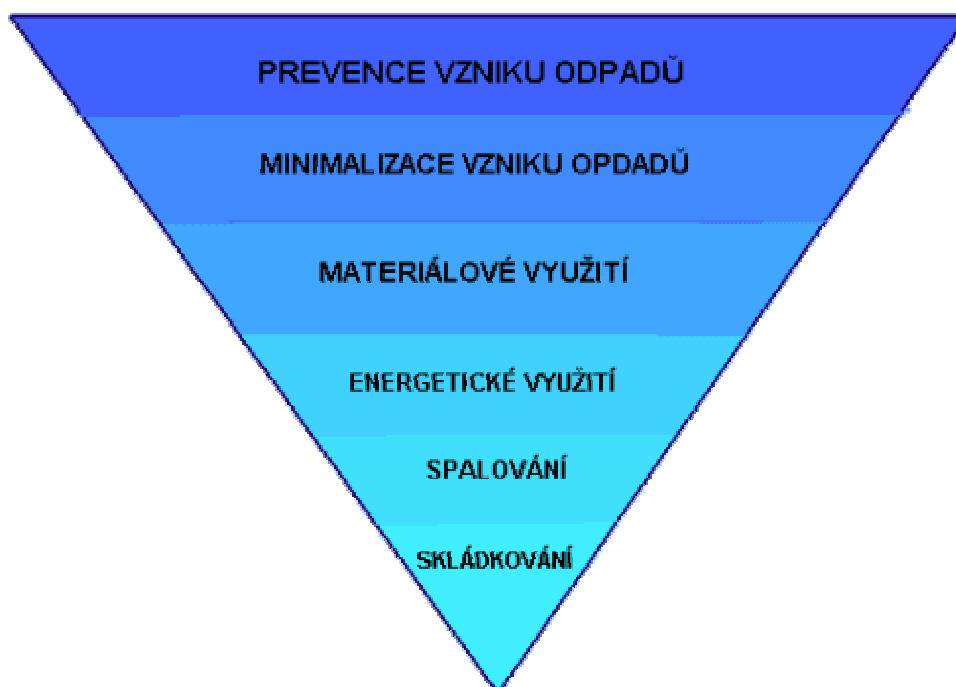 PREVENCE VZNIKU ODPADŮ
MINIMALIZACE VZNIKU OPDADŮ
MATERIÁLOVÉ VYUŽITÍ
ENERGETICKÉ VYUŽITÍ
SPALOVÁNÍ
SKLÁDKOVÁNÍ